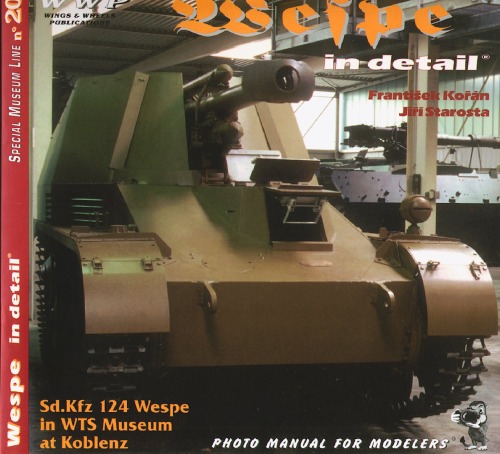 WWP
WINGS & WHEELS
PUBLICATIONS
Wespe
in detail®
František Kořán
Jiří Starosta
SPECIAL MUSEUM LINE n° 20
Wespe in detail®
Sd.Kfz 124 Wespe
in WTS Museum
at Koblenz
PHOTO MANUAL FOR MODELERS